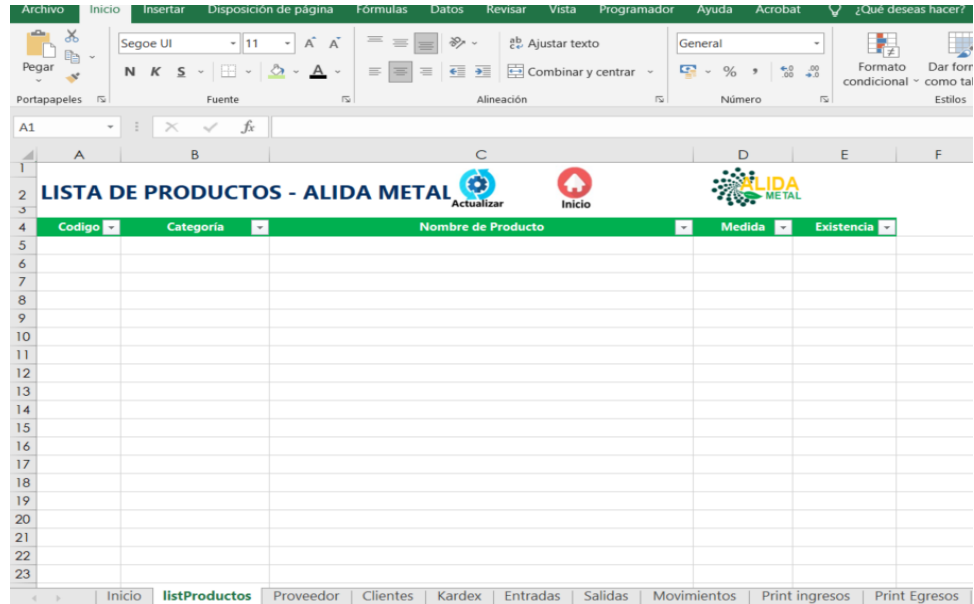 Archivo Inicio Insertar Disposición de página Fórmulas Datos Revisar Vista Programador Ayuda Acrobat ¿Qué deseas hacer?
Pegar
Segoe UI 11 A A
N K S A
ab Ajustar texto
Combinar y centrar
General
% , ,00
Formato condicional
Dar como
Portapapeles Fuente Alineación Número Estilos
A1 fx
A B C D E F
1
2 LISTA DE PRODUCTOS - ALIDA METAL Actualizar Inicio ALIDA METAL
3
4 Codigo Categoría Nombre de Producto Medida Existencia
5
6
7
8
9
10
11
12
13
14
15
16
17
18
19
20
21
22
23
Inicio listProductos Proveedor Clientes Kardex Entradas Salidas Movimientos Print ingresos Print Egresos